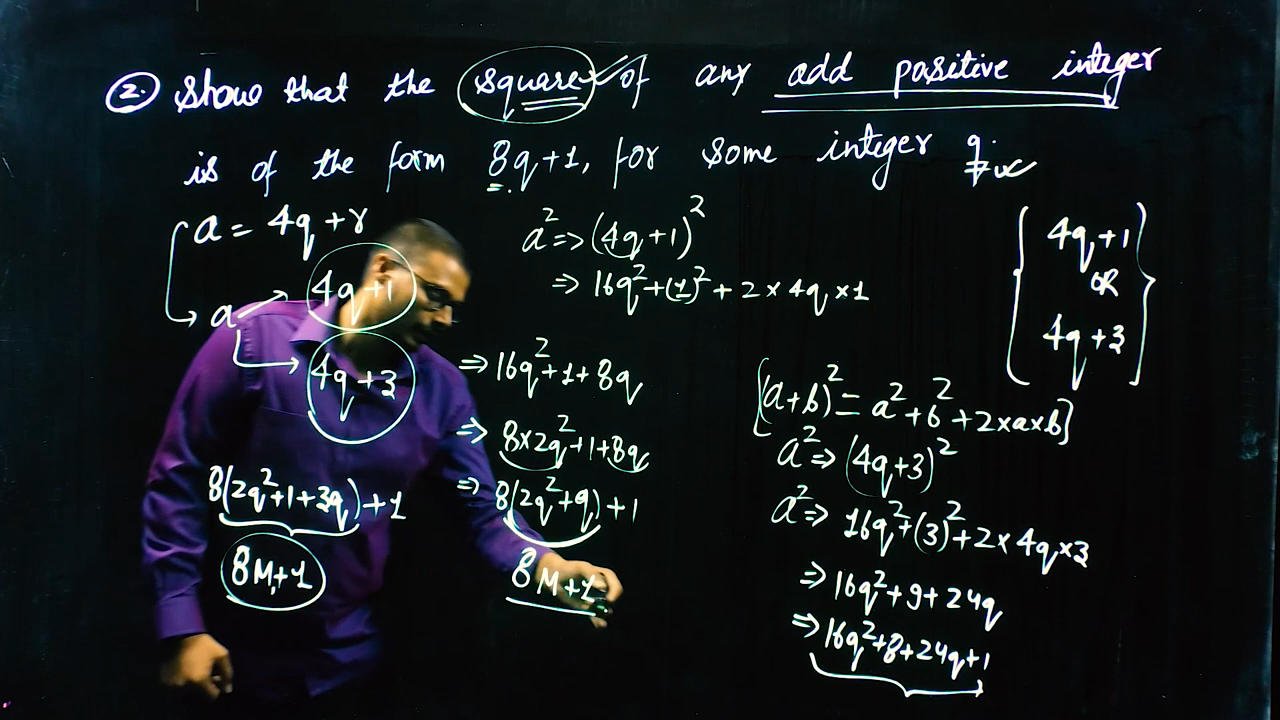 2. Show that the square of any add positive integer
is of the form 8q+1, for some integer q.
a = 4q + r
a → 4q+1
→ 4q+3
8(2q²+1+3q)+1
8M+1
a² ⇒ (4q+1)²
⇒ 16q²+(1)²+2×4q×1
⇒ 16q²+1+8q
⇒ 8×2q²+1+8q
⇒ 8(2q²+q)+1
8M+1
{4q+1
OR
4q+3}
{(a+b)² = a²+b²+2×a×b}
a² ⇒ (4q+3)²
a² ⇒ 16q²+(3)²+2×4q×3
⇒ 16q²+9+24q
⇒ 16q²+8+24q+1